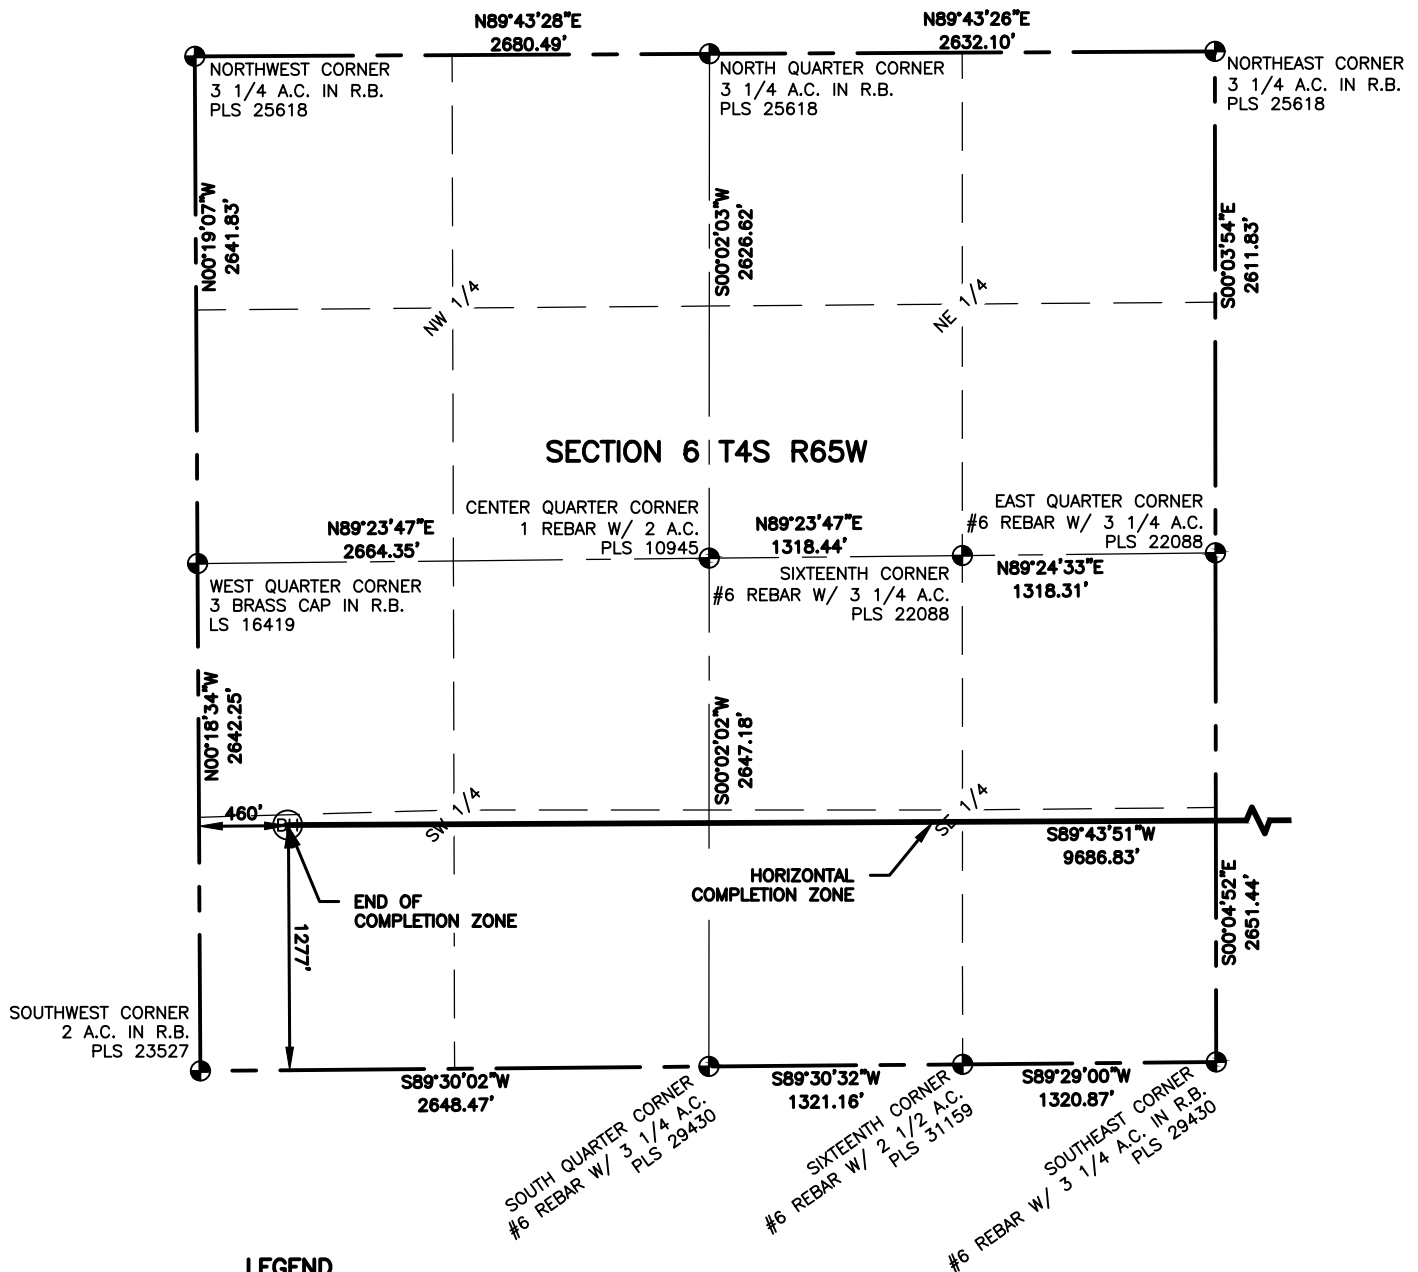 N89°43'28"E
2680.49'
N89°43'26"E
2632.10'
NORTHWEST CORNER
3 1/4 A.C. IN R.B.
PLS 25618
NORTH QUARTER CORNER
3 1/4 A.C. IN R.B.
PLS 25618
NORTHEAST CORNER
3 1/4 A.C. IN R.B.
PLS 25618
N00°19'07"W
2641.83'
S00°02'03"W
2626.62'
S00°03'54"E
2611.83'
NW 1/4
NE 1/4
SECTION 6 T4S R65W
CENTER QUARTER CORNER
1 REBAR W/ 2 A.C.
PLS 10945
EAST QUARTER CORNER
#6 REBAR W/ 3 1/4 A.C.
PLS 22088
N89°23'47"E
2664.35'
N89°23'47"E
1318.44'
N89°24'33"E
1318.31'
WEST QUARTER CORNER
3 BRASS CAP IN R.B.
LS 16419
SIXTEENTH CORNER
#6 REBAR W/ 3 1/4 A.C.
PLS 22088
N00°18'34"W
2642.25'
S00°02'02"W
2647.18'
460'
BH
SW 1/4
SE 1/4
S89°43'51"W
9686.83'
HORIZONTAL
COMPLETION ZONE
END OF
COMPLETION ZONE
1277'
S00°04'52"E
2651.44'
SOUTHWEST CORNER
2 A.C. IN R.B.
PLS 23527
S89°30'02"W
2648.47'
S89°30'32"W
1321.16'
S89°29'00"W
1320.87'
SOUTH QUARTER CORNER
#6 REBAR W/ 3 1/4 A.C.
PLS 29430
SIXTEENTH CORNER
#6 REBAR W/ 2 1/2 A.C.
PLS 31159
SOUTHEAST CORNER
#6 REBAR W/ 3 1/4 A.C. IN R.B.
PLS 29430
LEGEND